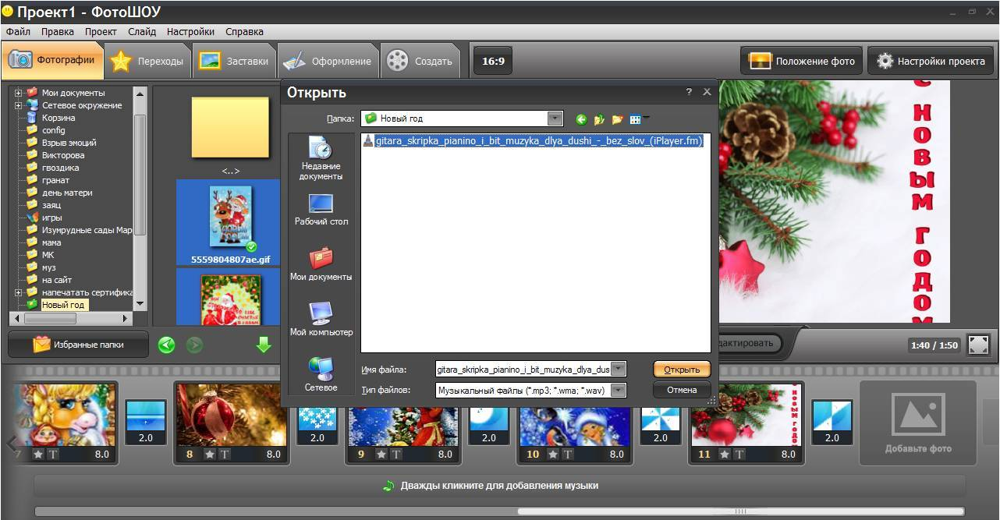 Проект1 - ФотоШОУ
Файл Правка Проект Слайд Настройки Справка
Фотографии Переходы Заставки Оформление Создать 16:9 Положение фото Настройки проекта
Мои документы
Сетевое окружение
Корзина
config
Взрыв эмоций
Викторова
гвоздика
гранат
день матери
заяц
игры
Изумрудные сады Мар
мама
МК
муз
на сайт
напечатать сертифика
Новый год
Избранные папки
<..>
5559804807ae.gif
Открыть
Папка: Новый год
Недавние
документы
Рабочий стол
Мои документы
Мой компьютер
Сетевое
gitara_skripka_pianino_i_bit_muzyka_dlya_dushi_-_bez_slov_(iPlayer.fm)
Имя файла: gitara_skripka_pianino_i_bit_muzyka_dlya_dus Открыть
Тип файлов: Музыкальный файлы (*.mp3; *.wma; *.wav) Отмена
С НОВЫМ ГОДОМ
дактировать 1:40 / 1:50
7 T 8.0 2.0 8 T 8.0 2.0 9 T 8.0 2.0 10 T 8.0 2.0 11 T 8.0 2.0
НОВЫМ ГОДОМ
Добавьте фото
Дважды кликните для добавления музыки